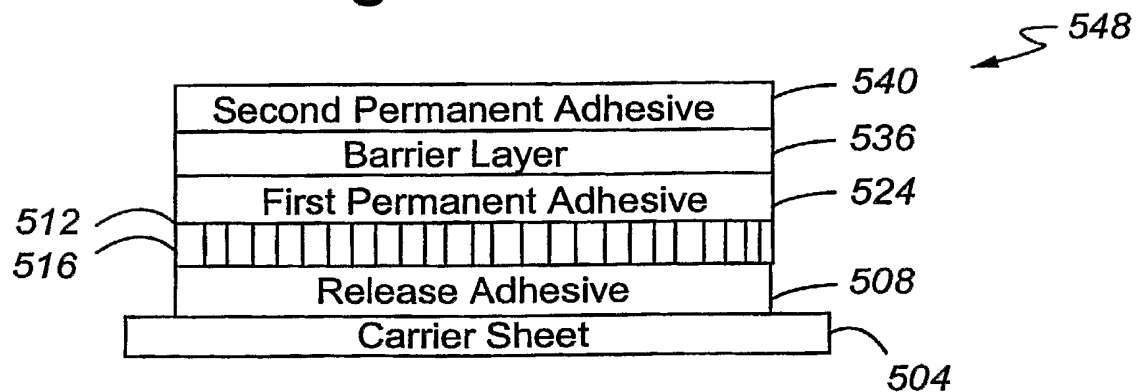 548
Second Permanent Adhesive 540
Barrier Layer 536
First Permanent Adhesive 524
512
516
Release Adhesive 508
Carrier Sheet 504